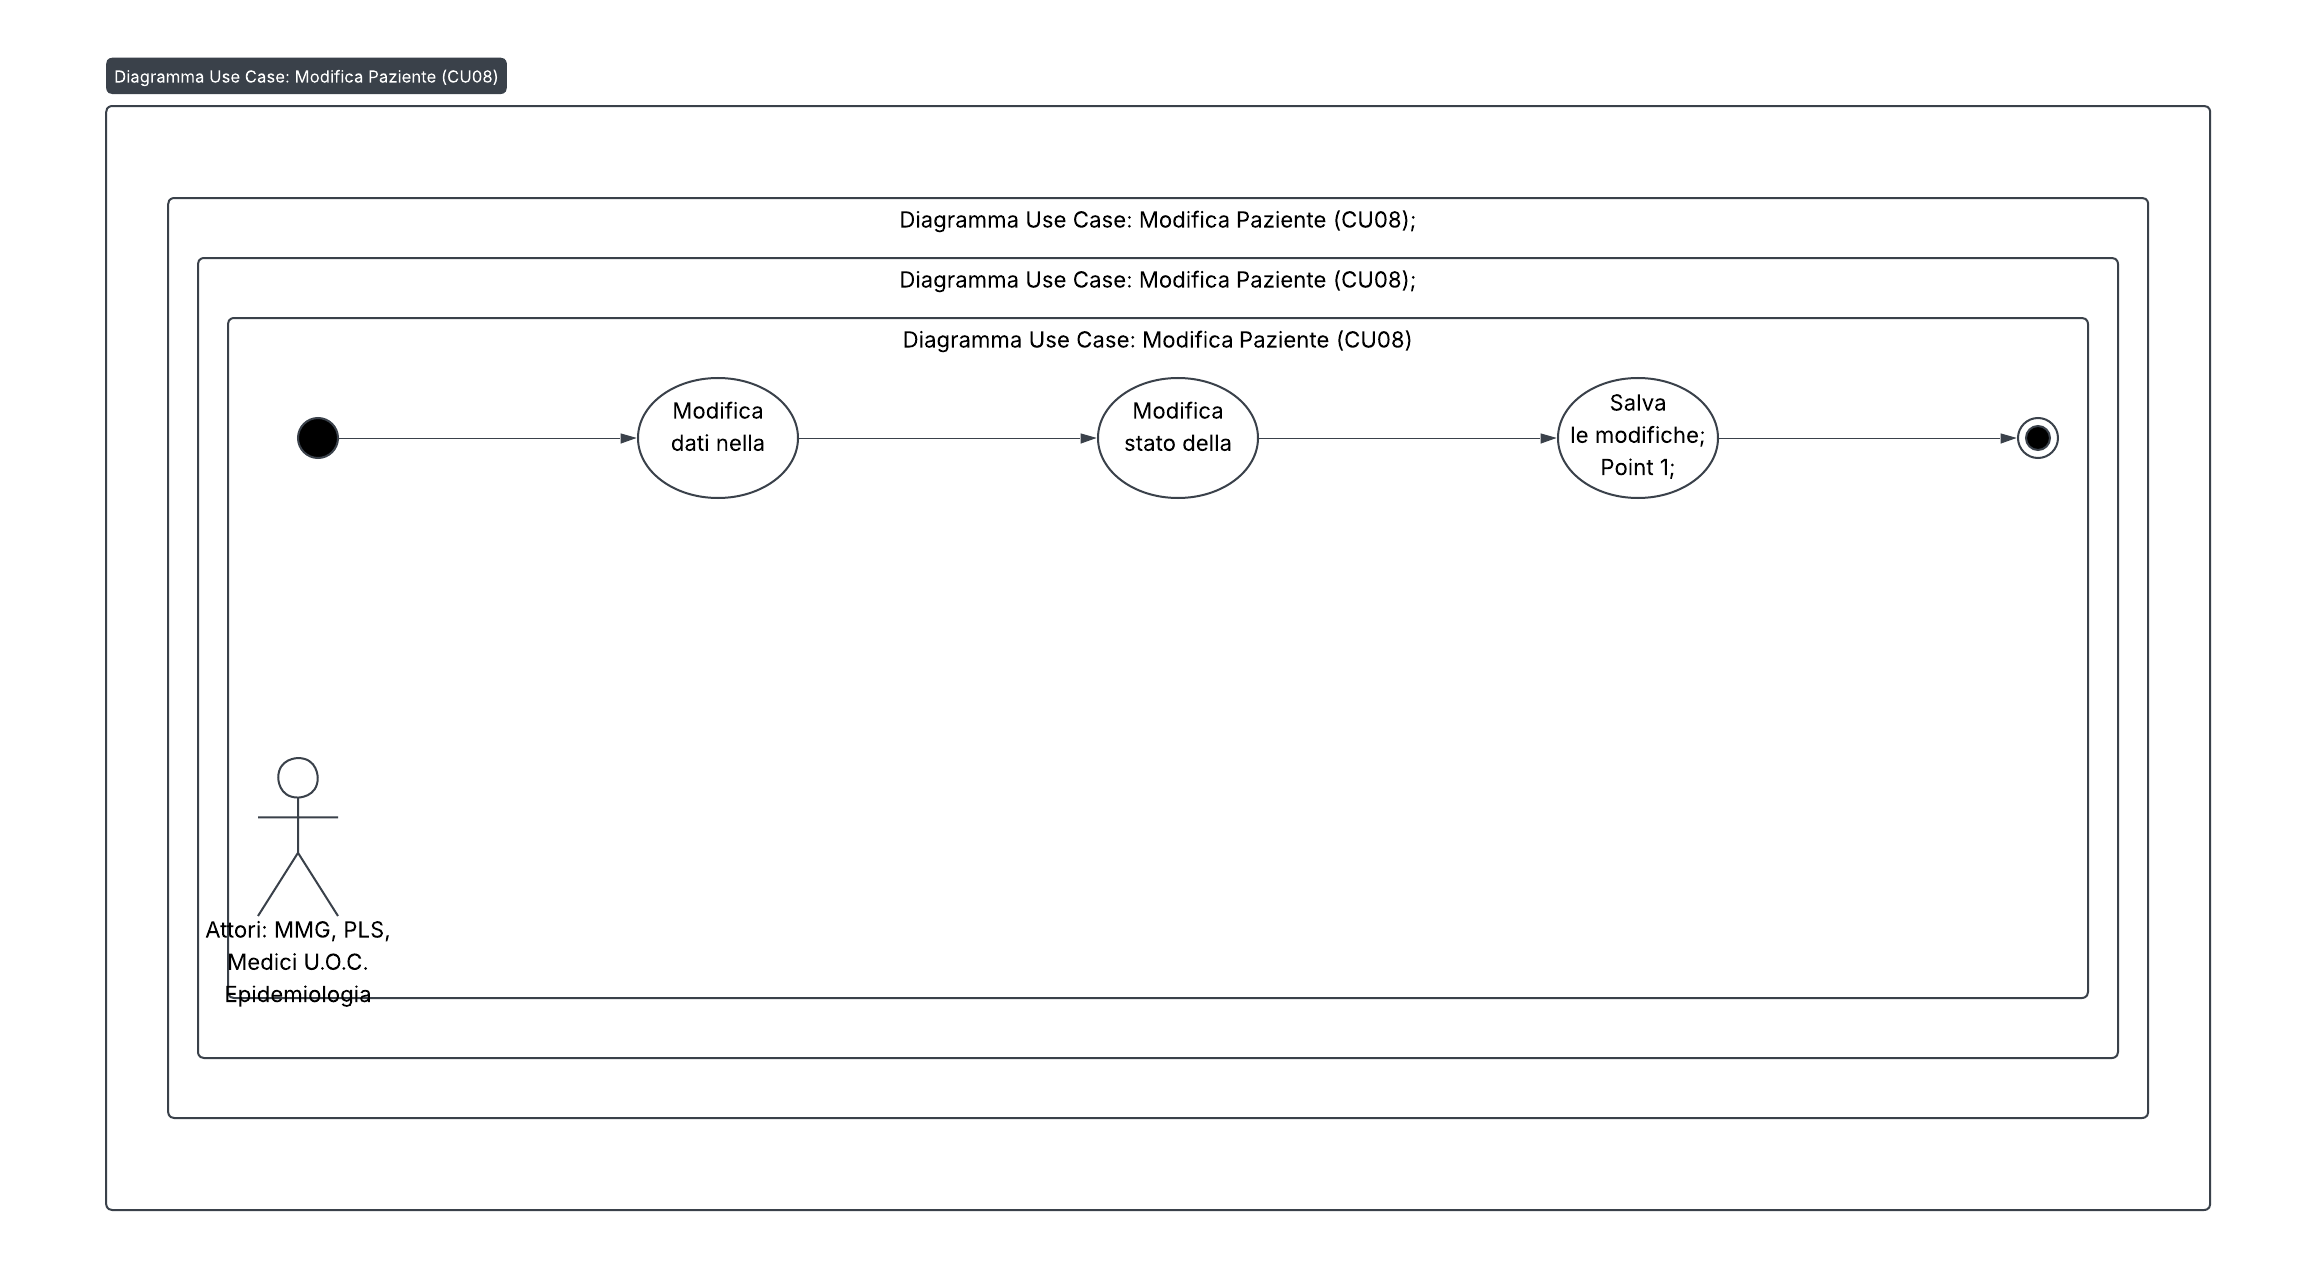 Diagramma Use Case: Modifica Paziente (CU08)
Diagramma Use Case: Modifica Paziente (CU08);
Diagramma Use Case: Modifica Paziente (CU08);
Diagramma Use Case: Modifica Paziente (CU08)
Modifica
dati nella
Modifica
stato della
Salva
le modifiche;
Point 1;
Attori: MMG, PLS,
Medici U.O.C.
Epidemiologia